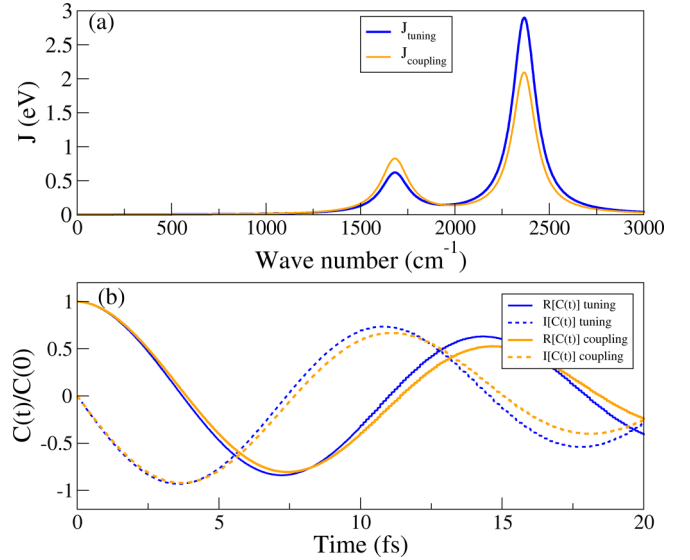 (a)
J_tuning
J_coupling
J (eV)
3
2.5
2
1.5
1
0.5
0
0 500 1000 1500 2000 2500 3000
Wave number (cm^-1)
(b)
R[C(t)] tuning
I[C(t)] tuning
R[C(t)] coupling
I[C(t)] coupling
C(t)/C(0)
1
0.5
0
-0.5
-1
0 5 10 15 20
Time (fs)